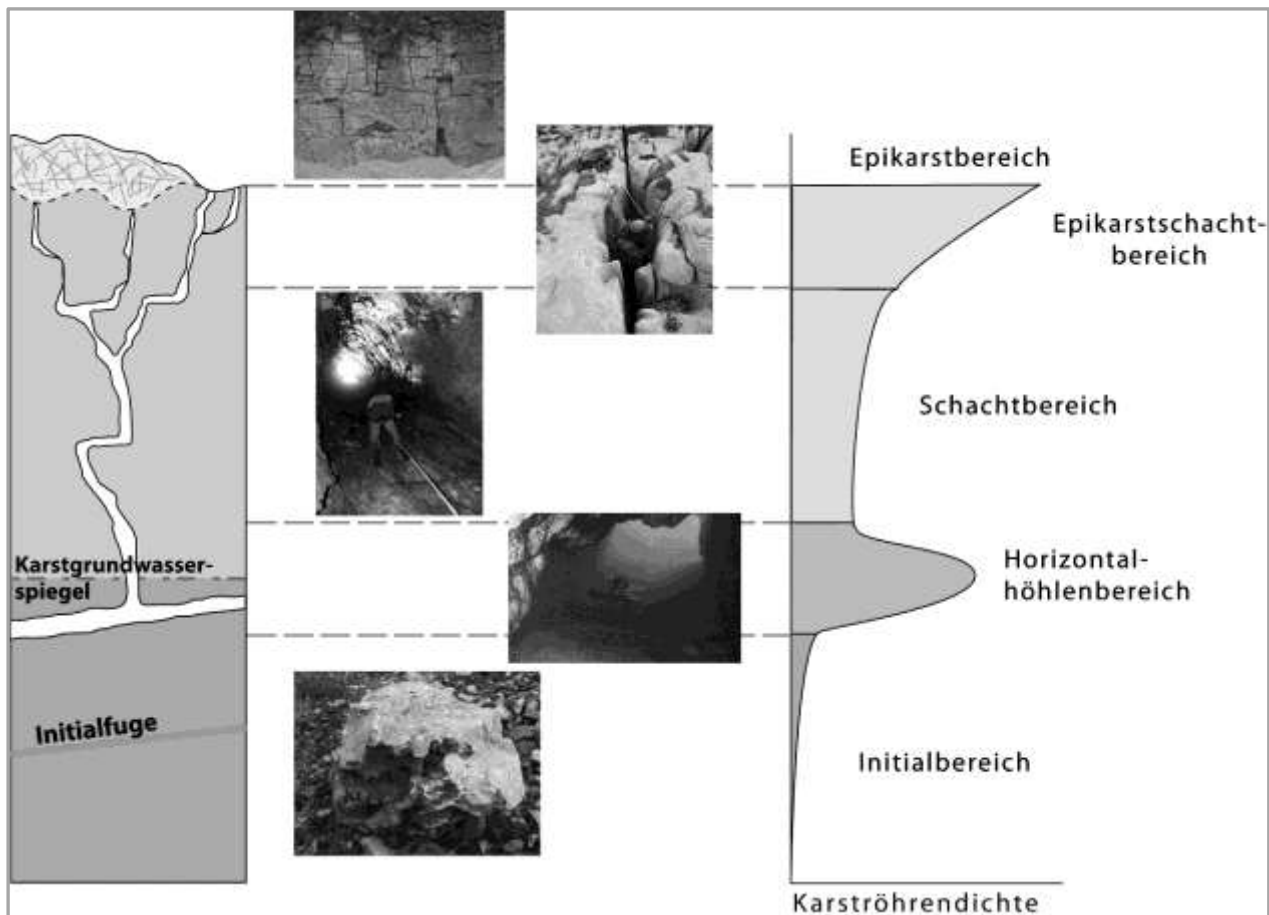 Epikarstbereich
Epikarstschacht-
bereich
Schachtbereich
Karstgrundwasser-
spiegel
Horizontal-
höhlenbereich
Initialfuge
Initialbereich
Karströhrendichte